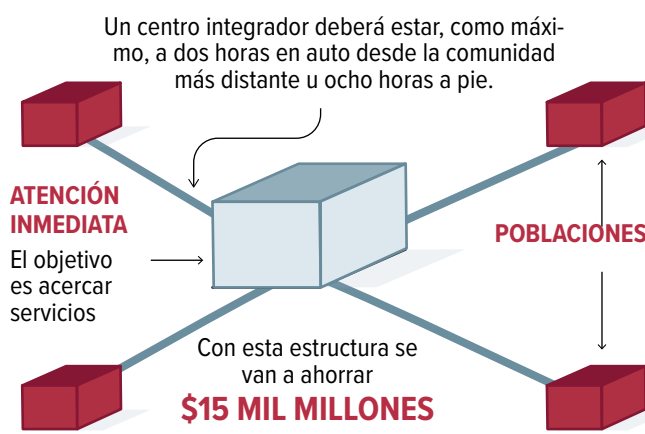 Un centro integrador deberá estar, como máxi-
mo, a dos horas en auto desde la comunidad
más distante u ocho horas a pie.
ATENCIÓN
INMEDIATA
El objetivo
es acercar
servicios
POBLACIONES
Con esta estructura se
van a ahorrar
$15 MIL MILLONES